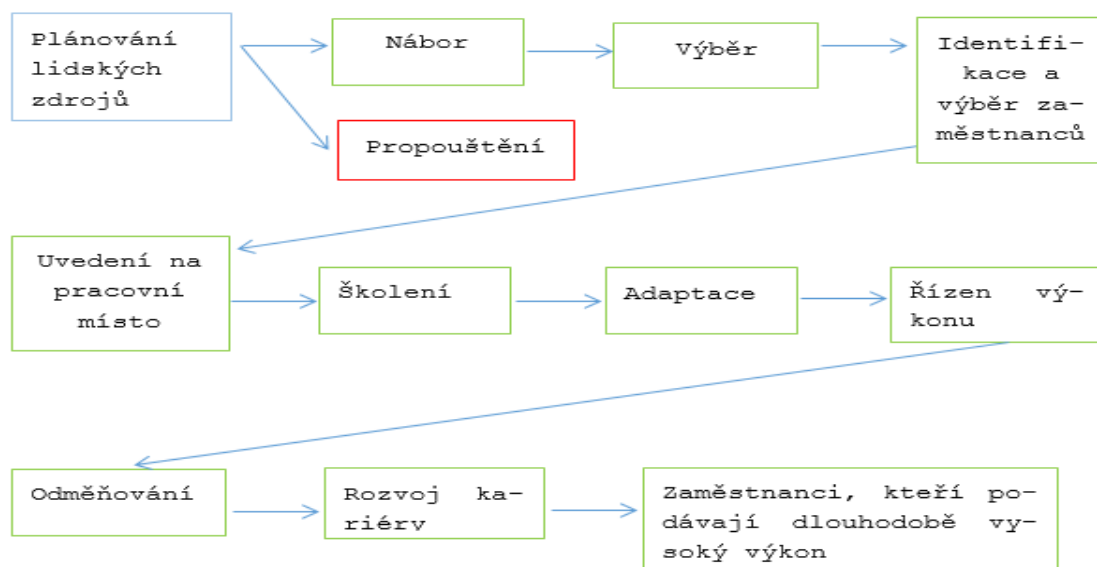 Plánování
lidských
zdrojů
Nábor
Výběr
Identifi-
kace a
výběr za-
městnanců
Propouštění
Uvedení na
pracovní
místo
Školení
Adaptace
Řízen vý-
konu
Odměňování
Rozvoj ka-
riéry
Zaměstnanci, kteří po-
dávají dlouhodobě vy-
soký výkon